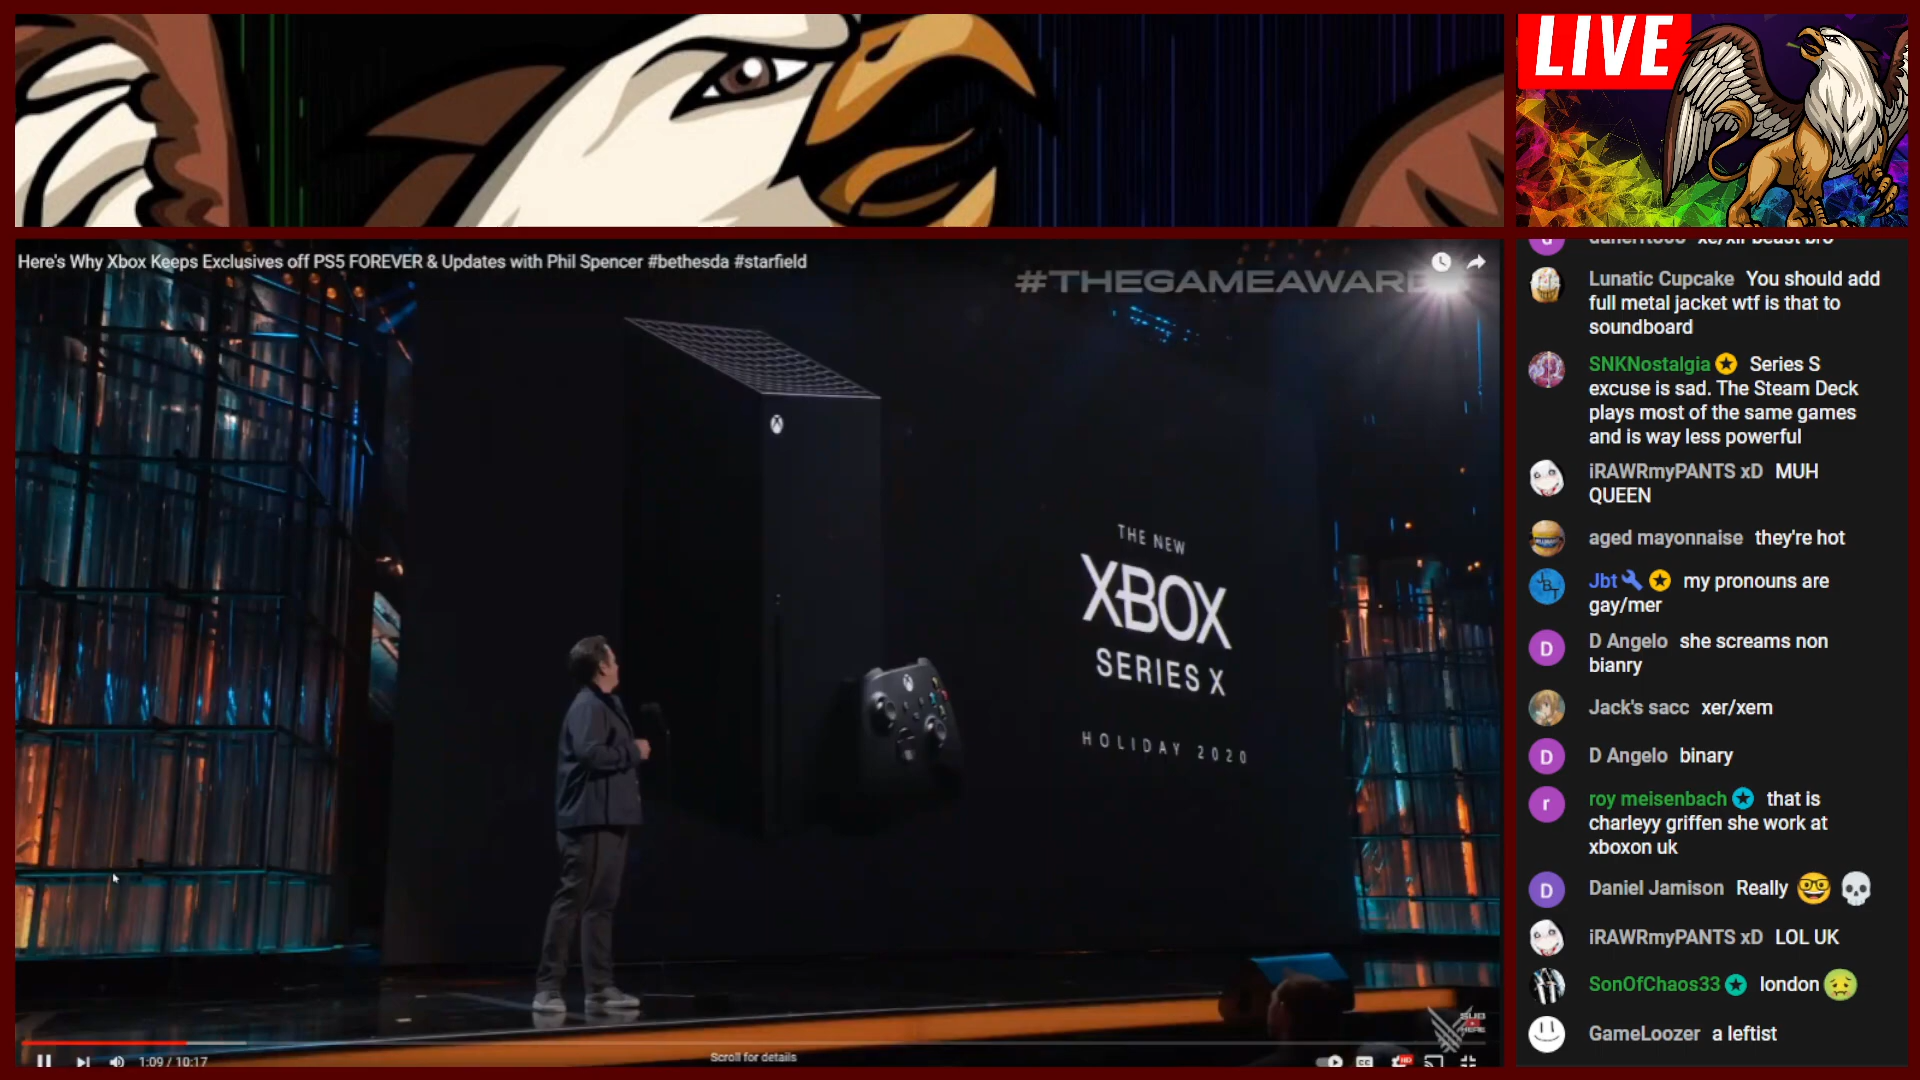 LIVE
Here's Why Xbox Keeps Exclusives off PS5 FOREVER & Updates with Phil Spencer #bethesda #starfield
#THEGAMEAWARD
THE NEW
XBOX
SERIES X
HOLIDAY 2020
SUB
HERE
1:09 / 10:17
Scroll for details
CC
HD
Lunatic Cupcake You should add
full metal jacket wtf is that to
soundboard
SNKNostalgia Series S
excuse is sad. The Steam Deck
plays most of the same games
and is way less powerful
iRAWRmyPANTS xD MUH
QUEEN
aged mayonnaise they're hot
Jbt my pronouns are
gay/mer
D
D Angelo she screams non
bianry
Jack's sacc xer/xem
D
D Angelo binary
r
roy meisenbach that is
charleyy griffen she work at
xboxon uk
D
Daniel Jamison Really 🤓 💀
iRAWRmyPANTS xD LOL UK
SonOfChaos33 london 🤢
GameLoozer a leftist